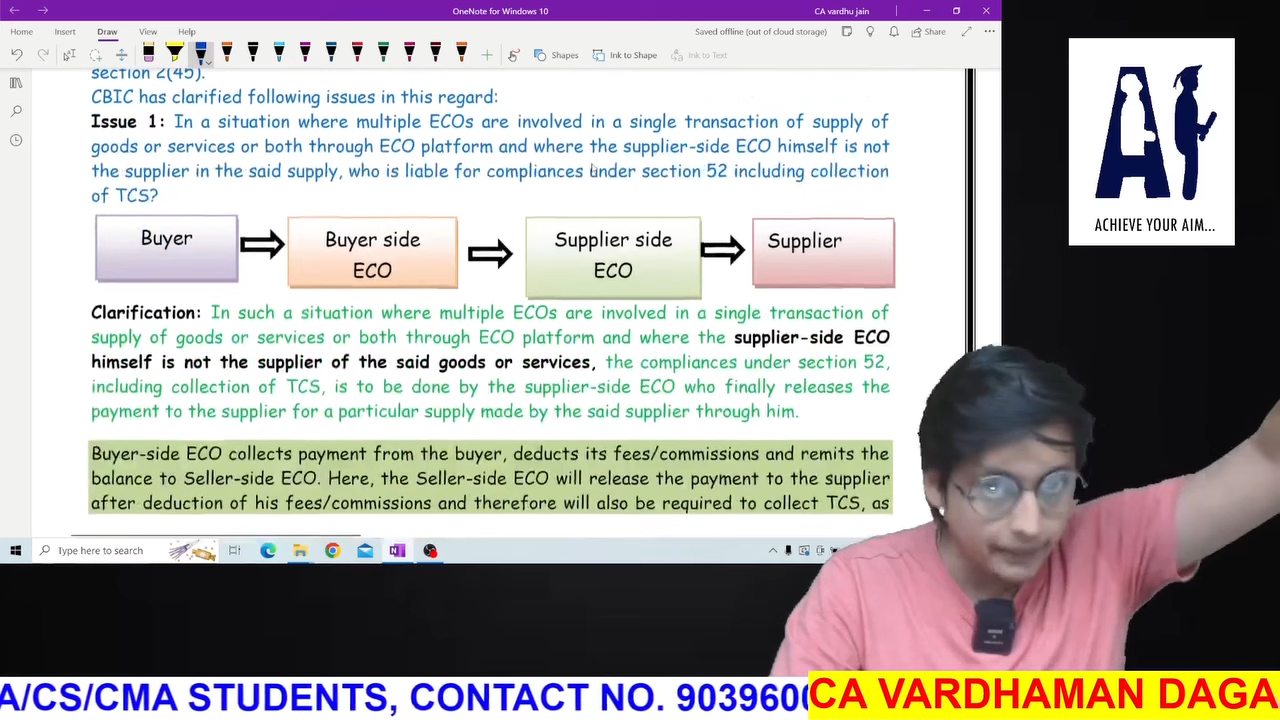 OneNote for Windows 10
CA vardhu jain
Home Insert Draw View Help
Saved offline (out of cloud storage)
Share
Shapes
Ink to Shape
Ink to Text
section 2(45).
CBIC has clarified following issues in this regard:
Issue 1: In a situation where multiple ECOs are involved in a single transaction of supply of
goods or services or both through ECO platform and where the supplier-side ECO himself is not
the supplier in the said supply, who is liable for compliances under section 52 including collection
of TCS?
Buyer
Buyer side
ECO
Supplier side
ECO
Supplier
Clarification: In such a situation where multiple ECOs are involved in a single transaction of
supply of goods or services or both through ECO platform and where the supplier-side ECO
himself is not the supplier of the said goods or services, the compliances under section 52,
including collection of TCS, is to be done by the supplier-side ECO who finally releases the
payment to the supplier for a particular supply made by the said supplier through him.
Buyer-side ECO collects payment from the buyer, deducts its fees/commissions and remits the
balance to Seller-side ECO. Here, the Seller-side ECO will release the payment to the supplier
after deduction of his fees/commissions and therefore will also be required to collect TCS, as
Type here to search
ACHIEVE YOUR AIM...
A/CS/CMA STUDENTS, CONTACT NO. 903960
CA VARDHAMAN DAGA